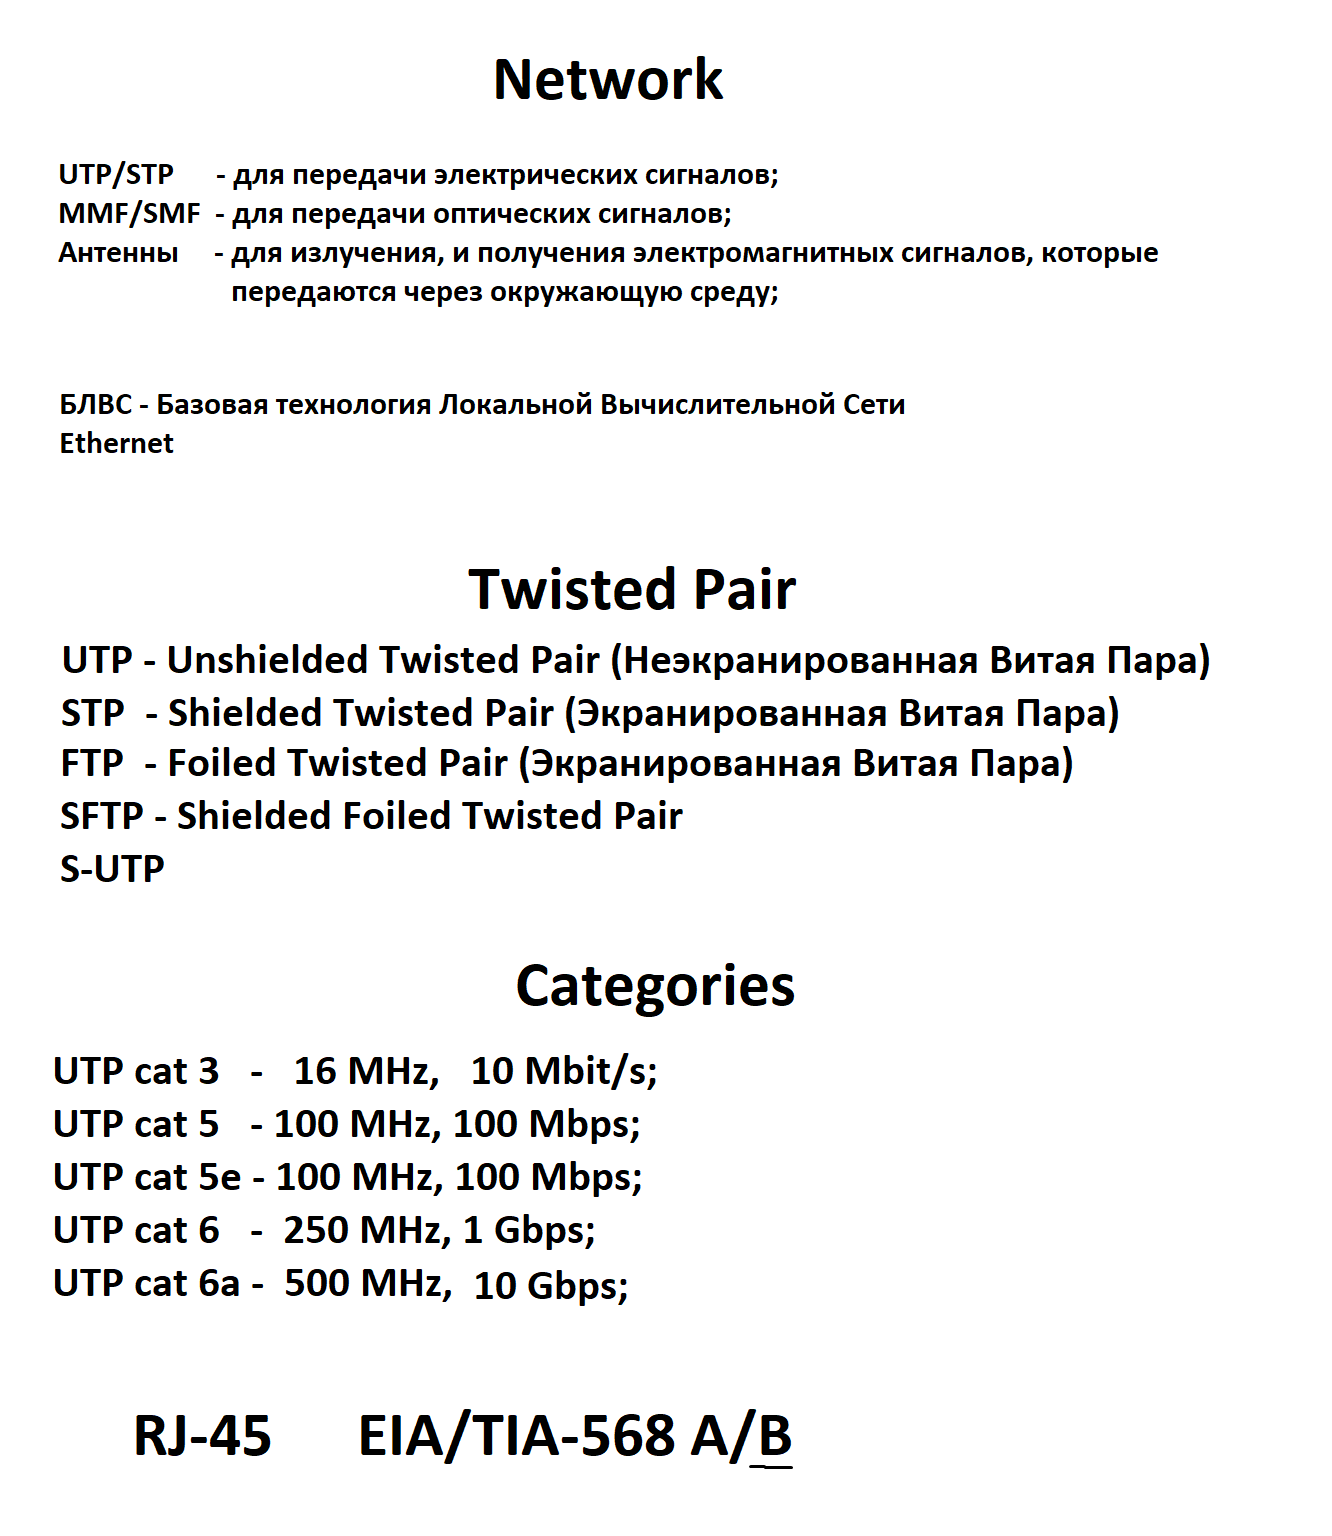 Network
UTP/STP - для передачи электрических сигналов;
MMF/SMF - для передачи оптических сигналов;
Антенны - для излучения, и получения электромагнитных сигналов, которые
передаются через окружающую среду;
БЛВС - Базовая технология Локальной Вычислительной Сети
Ethernet
Twisted Pair
UTP - Unshielded Twisted Pair (Неэкранированная Витая Пара)
STP - Shielded Twisted Pair (Экранированная Витая Пара)
FTP - Foiled Twisted Pair (Экранированная Витая Пара)
SFTP - Shielded Foiled Twisted Pair
S-UTP
Categories
UTP cat 3 - 16 MHz, 10 Mbit/s;
UTP cat 5 - 100 MHz, 100 Mbps;
UTP cat 5e - 100 MHz, 100 Mbps;
UTP cat 6 - 250 MHz, 1 Gbps;
UTP cat 6a - 500 MHz, 10 Gbps;
RJ-45 EIA/TIA-568 A/B